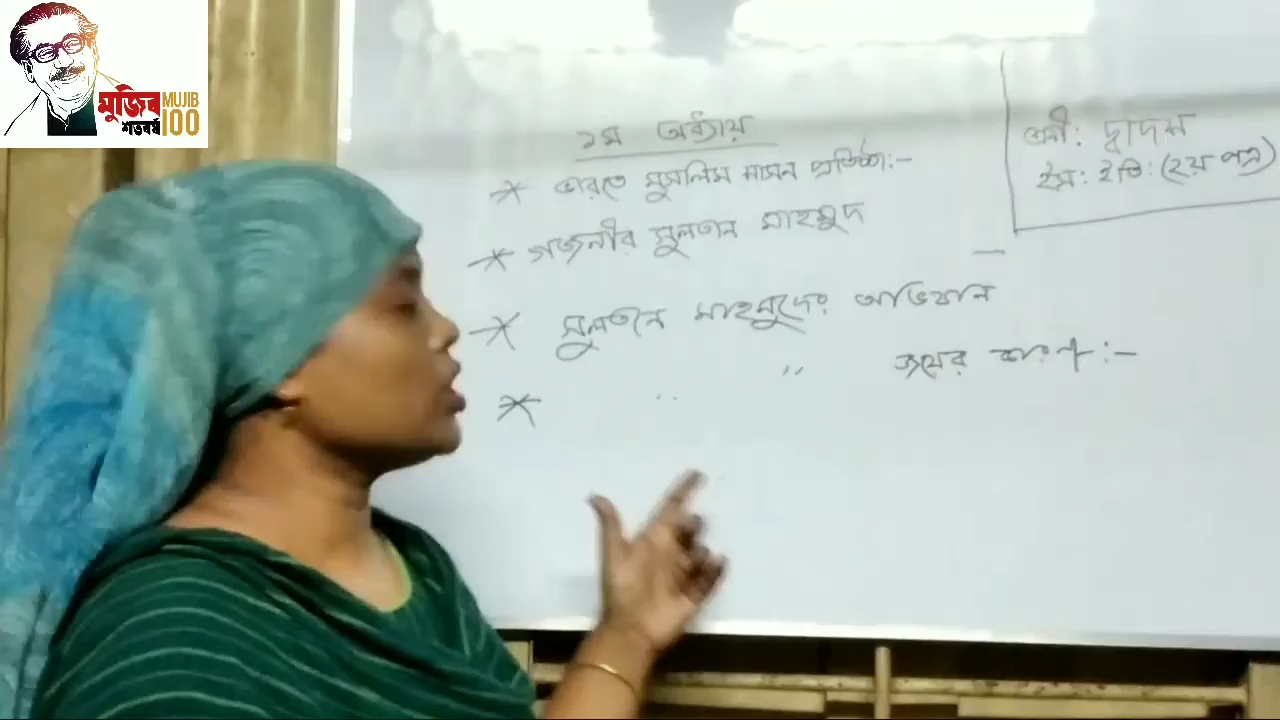 মুজিব MUJIB
শতবর্ষ 100
১ম অধ্যায়
* ভারতে মুসলিম শাসন প্রতিষ্ঠা:-
* গজনীর সুলতান মাহমুদ
* সুলতান মাহমুদের অভিযান
* " " জয়ের কারণ:-
শ্রেণী: দ্বাদশ
ইস: ইতি: (২য় পত্র)